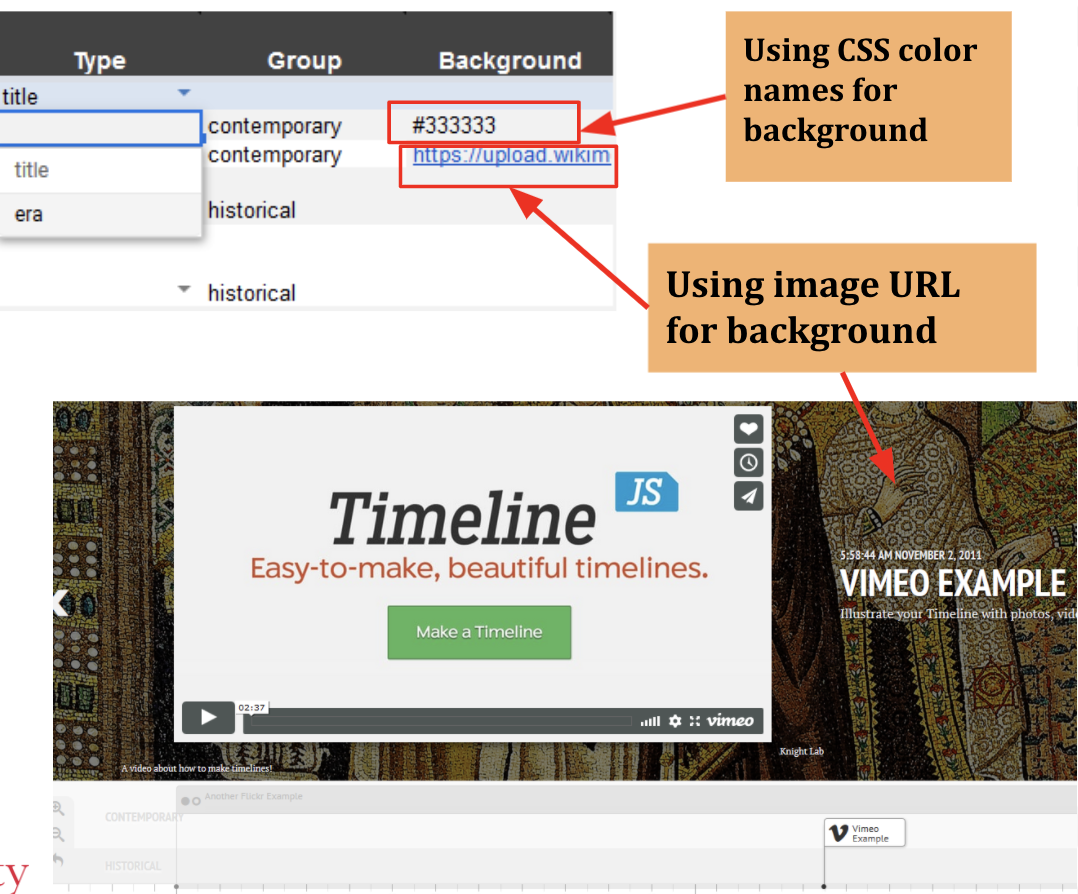 Type Group Background
title
contemporary #333333
contemporary https://upload.wikim
title
era
historical
historical
Using CSS color
names for
background
Using image URL
for background
Timeline JS
Easy-to-make, beautiful timelines.
Make a Timeline
02:37
vimeo
A video about how to make timelines!
5:58:44 AM NOVEMBER 2, 2011
VIMEO EXAMPLE
Illustrate your Timeline with photos, vid
Knight Lab
Another Flickr Example
CONTEMPORARY
Vimeo
Example
HISTORICAL
ty